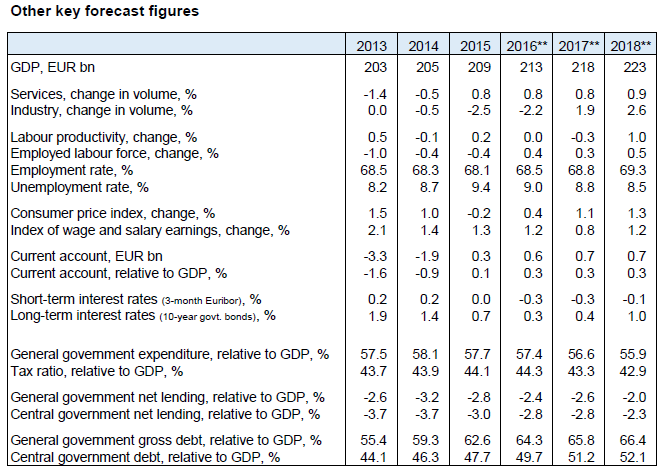 Other key forecast figures
2013 2014 2015 2016** 2017** 2018**
GDP, EUR bn 203 205 209 213 218 223
Services, change in volume, % -1.4 -0.5 0.8 0.8 0.8 0.9
Industry, change in volume, % 0.0 -0.5 -2.5 -2.2 1.9 2.6
Labour productivity, change, % 0.5 -0.1 0.2 0.0 -0.3 1.0
Employed labour force, change, % -1.0 -0.4 -0.4 0.4 0.3 0.5
Employment rate, % 68.5 68.3 68.1 68.5 68.8 69.3
Unemployment rate, % 8.2 8.7 9.4 9.0 8.8 8.5
Consumer price index, change, % 1.5 1.0 -0.2 0.4 1.1 1.3
Index of wage and salary earnings, change, % 2.1 1.4 1.3 1.2 0.8 1.2
Current account, EUR bn -3.3 -1.9 0.3 0.6 0.7 0.7
Current account, relative to GDP, % -1.6 -0.9 0.1 0.3 0.3 0.3
Short-term interest rates (3-month Euribor), % 0.2 0.2 0.0 -0.3 -0.3 -0.1
Long-term interest rates (10-year govt. bonds), % 1.9 1.4 0.7 0.3 0.4 1.0
General government expenditure, relative to GDP, % 57.5 58.1 57.7 57.4 56.6 55.9
Tax ratio, relative to GDP, % 43.7 43.9 44.1 44.3 43.3 42.9
General government net lending, relative to GDP, % -2.6 -3.2 -2.8 -2.4 -2.6 -2.0
Central government net lending, relative to GDP, % -3.7 -3.7 -3.0 -2.8 -2.8 -2.3
General government gross debt, relative to GDP, % 55.4 59.3 62.6 64.3 65.8 66.4
Central government debt, relative to GDP, % 44.1 46.3 47.7 49.7 51.2 52.1